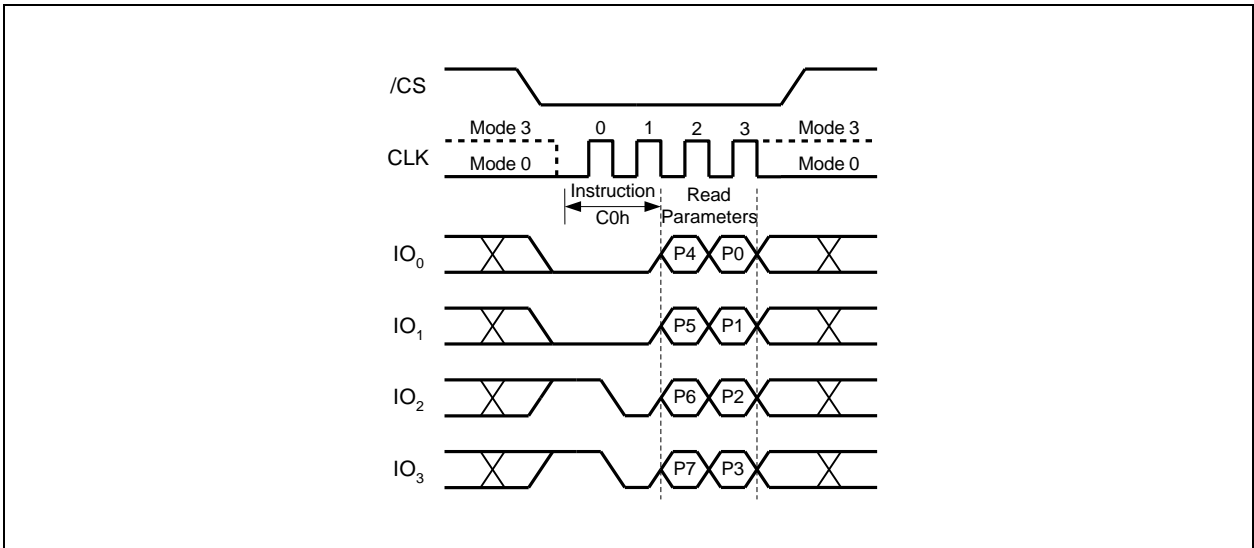 /CS
Mode 3 0 1 2 3 Mode 3
CLK
Mode 0 Mode 0
Instruction Read
C0h Parameters
IO0 P4 P0
IO1 P5 P1
IO2 P6 P2
IO3 P7 P3